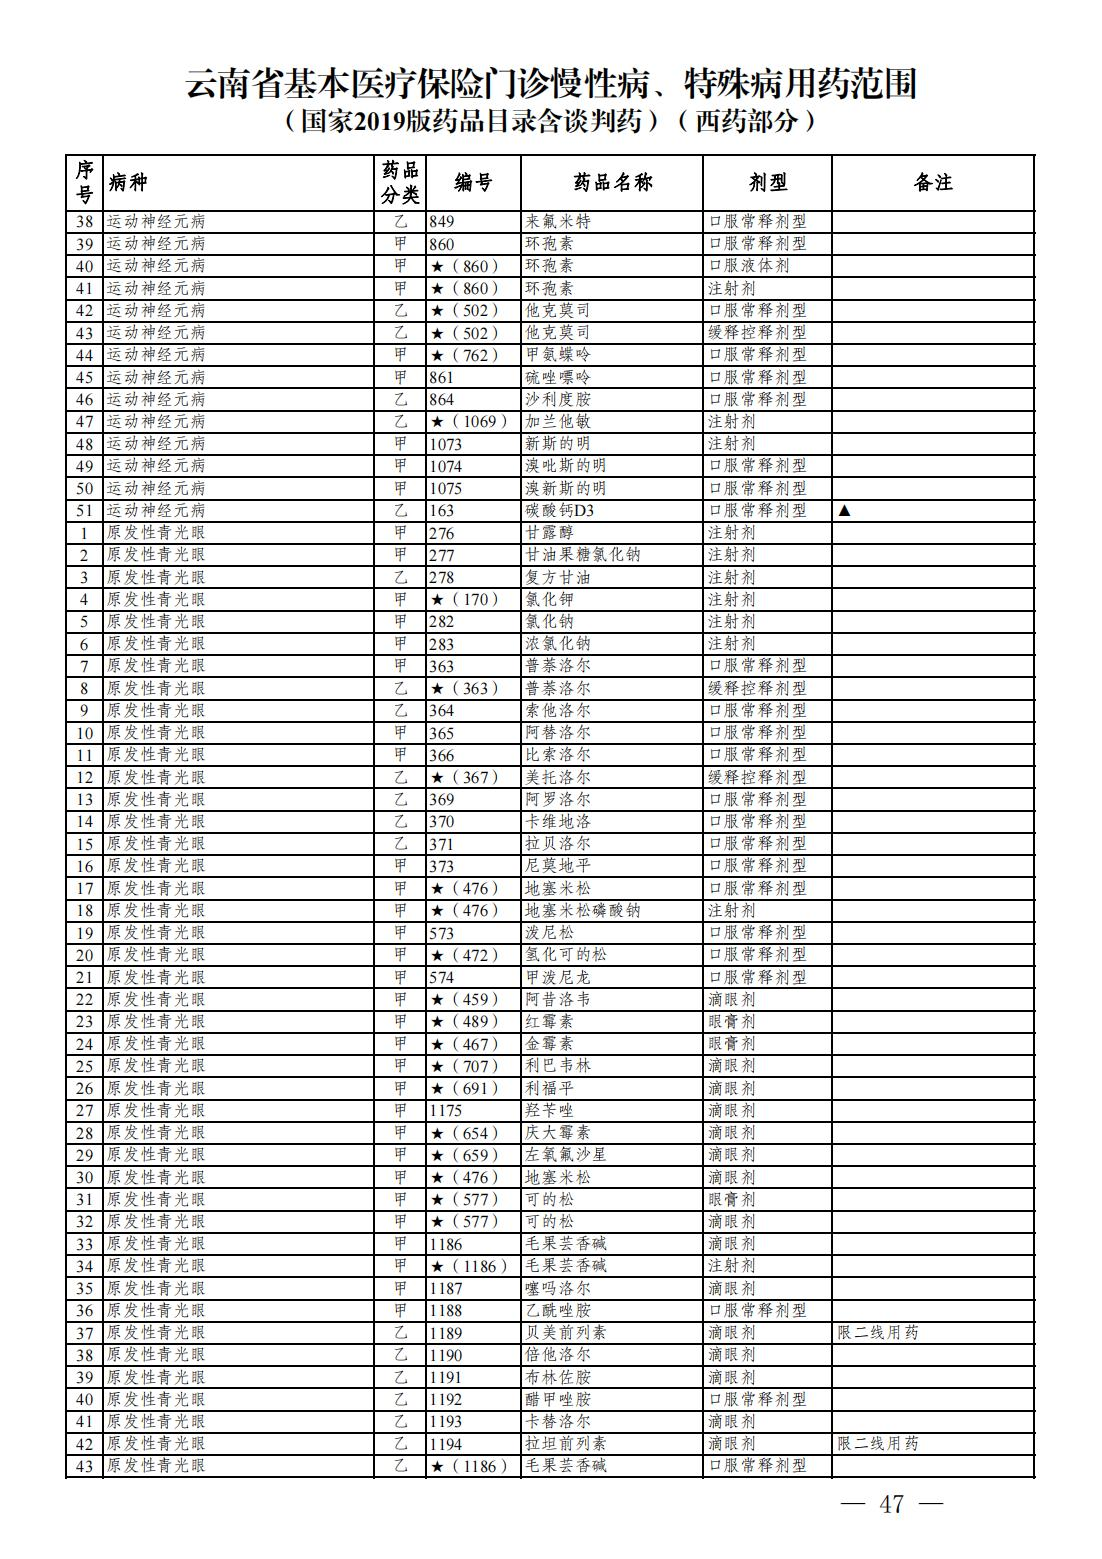 云南省基本医疗保险门诊慢性病、特殊病用药范围
（国家2019版药品目录含谈判药）（西药部分）
序号 病种 药品分类 编号 药品名称 剂型 备注
38 运动神经元病 乙 849 来氟米特 口服常释剂型
39 运动神经元病 甲 860 环孢素 口服常释剂型
40 运动神经元病 甲 ★（860） 环孢素 口服液体剂
41 运动神经元病 甲 ★（860） 环孢素 注射剂
42 运动神经元病 乙 ★（502） 他克莫司 口服常释剂型
43 运动神经元病 乙 ★（502） 他克莫司 缓释控释剂型
44 运动神经元病 甲 ★（762） 甲氨蝶呤 口服常释剂型
45 运动神经元病 甲 861 硫唑嘌呤 口服常释剂型
46 运动神经元病 乙 864 沙利度胺 口服常释剂型
47 运动神经元病 乙 ★（1069） 加兰他敏 注射剂
48 运动神经元病 甲 1073 新斯的明 注射剂
49 运动神经元病 甲 1074 溴吡斯的明 口服常释剂型
50 运动神经元病 甲 1075 溴新斯的明 口服常释剂型
51 运动神经元病 乙 163 碳酸钙D3 口服常释剂型 ▲
1 原发性青光眼 甲 276 甘露醇 注射剂
2 原发性青光眼 甲 277 甘油果糖氯化钠 注射剂
3 原发性青光眼 乙 278 复方甘油 注射剂
4 原发性青光眼 甲 ★（170） 氯化钾 注射剂
5 原发性青光眼 甲 282 氯化钠 注射剂
6 原发性青光眼 甲 283 浓氯化钠 注射剂
7 原发性青光眼 甲 363 普萘洛尔 口服常释剂型
8 原发性青光眼 乙 ★（363） 普萘洛尔 缓释控释剂型
9 原发性青光眼 乙 364 索他洛尔 口服常释剂型
10 原发性青光眼 甲 365 阿替洛尔 口服常释剂型
11 原发性青光眼 甲 366 比索洛尔 口服常释剂型
12 原发性青光眼 乙 ★（367） 美托洛尔 缓释控释剂型
13 原发性青光眼 乙 369 阿罗洛尔 口服常释剂型
14 原发性青光眼 乙 370 卡维地洛 口服常释剂型
15 原发性青光眼 乙 371 拉贝洛尔 口服常释剂型
16 原发性青光眼 甲 373 尼莫地平 口服常释剂型
17 原发性青光眼 甲 ★（476） 地塞米松 口服常释剂型
18 原发性青光眼 甲 ★（476） 地塞米松磷酸钠 注射剂
19 原发性青光眼 甲 573 泼尼松 口服常释剂型
20 原发性青光眼 甲 ★（472） 氢化可的松 口服常释剂型
21 原发性青光眼 甲 574 甲泼尼龙 口服常释剂型
22 原发性青光眼 甲 ★（459） 阿昔洛韦 滴眼剂
23 原发性青光眼 甲 ★（489） 红霉素 眼膏剂
24 原发性青光眼 甲 ★（467） 金霉素 眼膏剂
25 原发性青光眼 甲 ★（707） 利巴韦林 滴眼剂
26 原发性青光眼 甲 ★（691） 利福平 滴眼剂
27 原发性青光眼 甲 1175 羟苄唑 滴眼剂
28 原发性青光眼 甲 ★（654） 庆大霉素 滴眼剂
29 原发性青光眼 甲 ★（659） 左氧氟沙星 滴眼剂
30 原发性青光眼 甲 ★（476） 地塞米松 滴眼剂
31 原发性青光眼 甲 ★（577） 可的松 眼膏剂
32 原发性青光眼 甲 ★（577） 可的松 滴眼剂
33 原发性青光眼 甲 1186 毛果芸香碱 滴眼剂
34 原发性青光眼 甲 ★（1186） 毛果芸香碱 注射剂
35 原发性青光眼 甲 1187 噻吗洛尔 滴眼剂
36 原发性青光眼 甲 1188 乙酰唑胺 口服常释剂型
37 原发性青光眼 乙 1189 贝美前列素 滴眼剂 限二线用药
38 原发性青光眼 乙 1190 倍他洛尔 滴眼剂
39 原发性青光眼 乙 1191 布林佐胺 滴眼剂
40 原发性青光眼 乙 1192 醋甲唑胺 口服常释剂型
41 原发性青光眼 乙 1193 卡替洛尔 滴眼剂
42 原发性青光眼 乙 1194 拉坦前列素 滴眼剂 限二线用药
43 原发性青光眼 乙 ★（1186） 毛果芸香碱 口服常释剂型
— 47 —